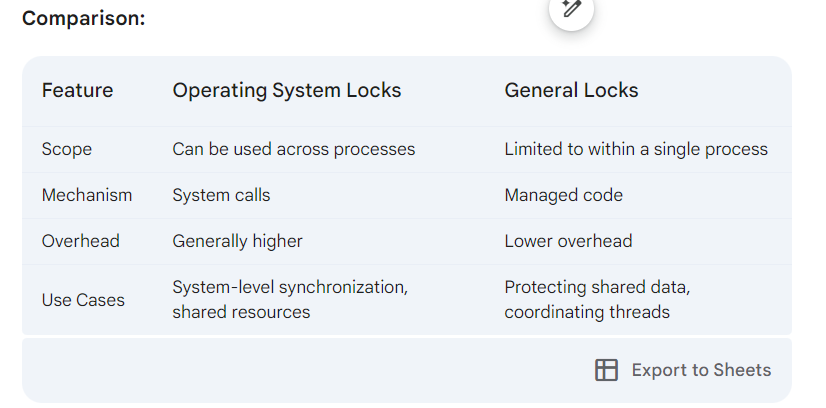 Comparison:
Feature Operating System Locks General Locks
Scope Can be used across processes Limited to within a single process
Mechanism System calls Managed code
Overhead Generally higher Lower overhead
Use Cases System-level synchronization, shared resources Protecting shared data, coordinating threads
Export to Sheets